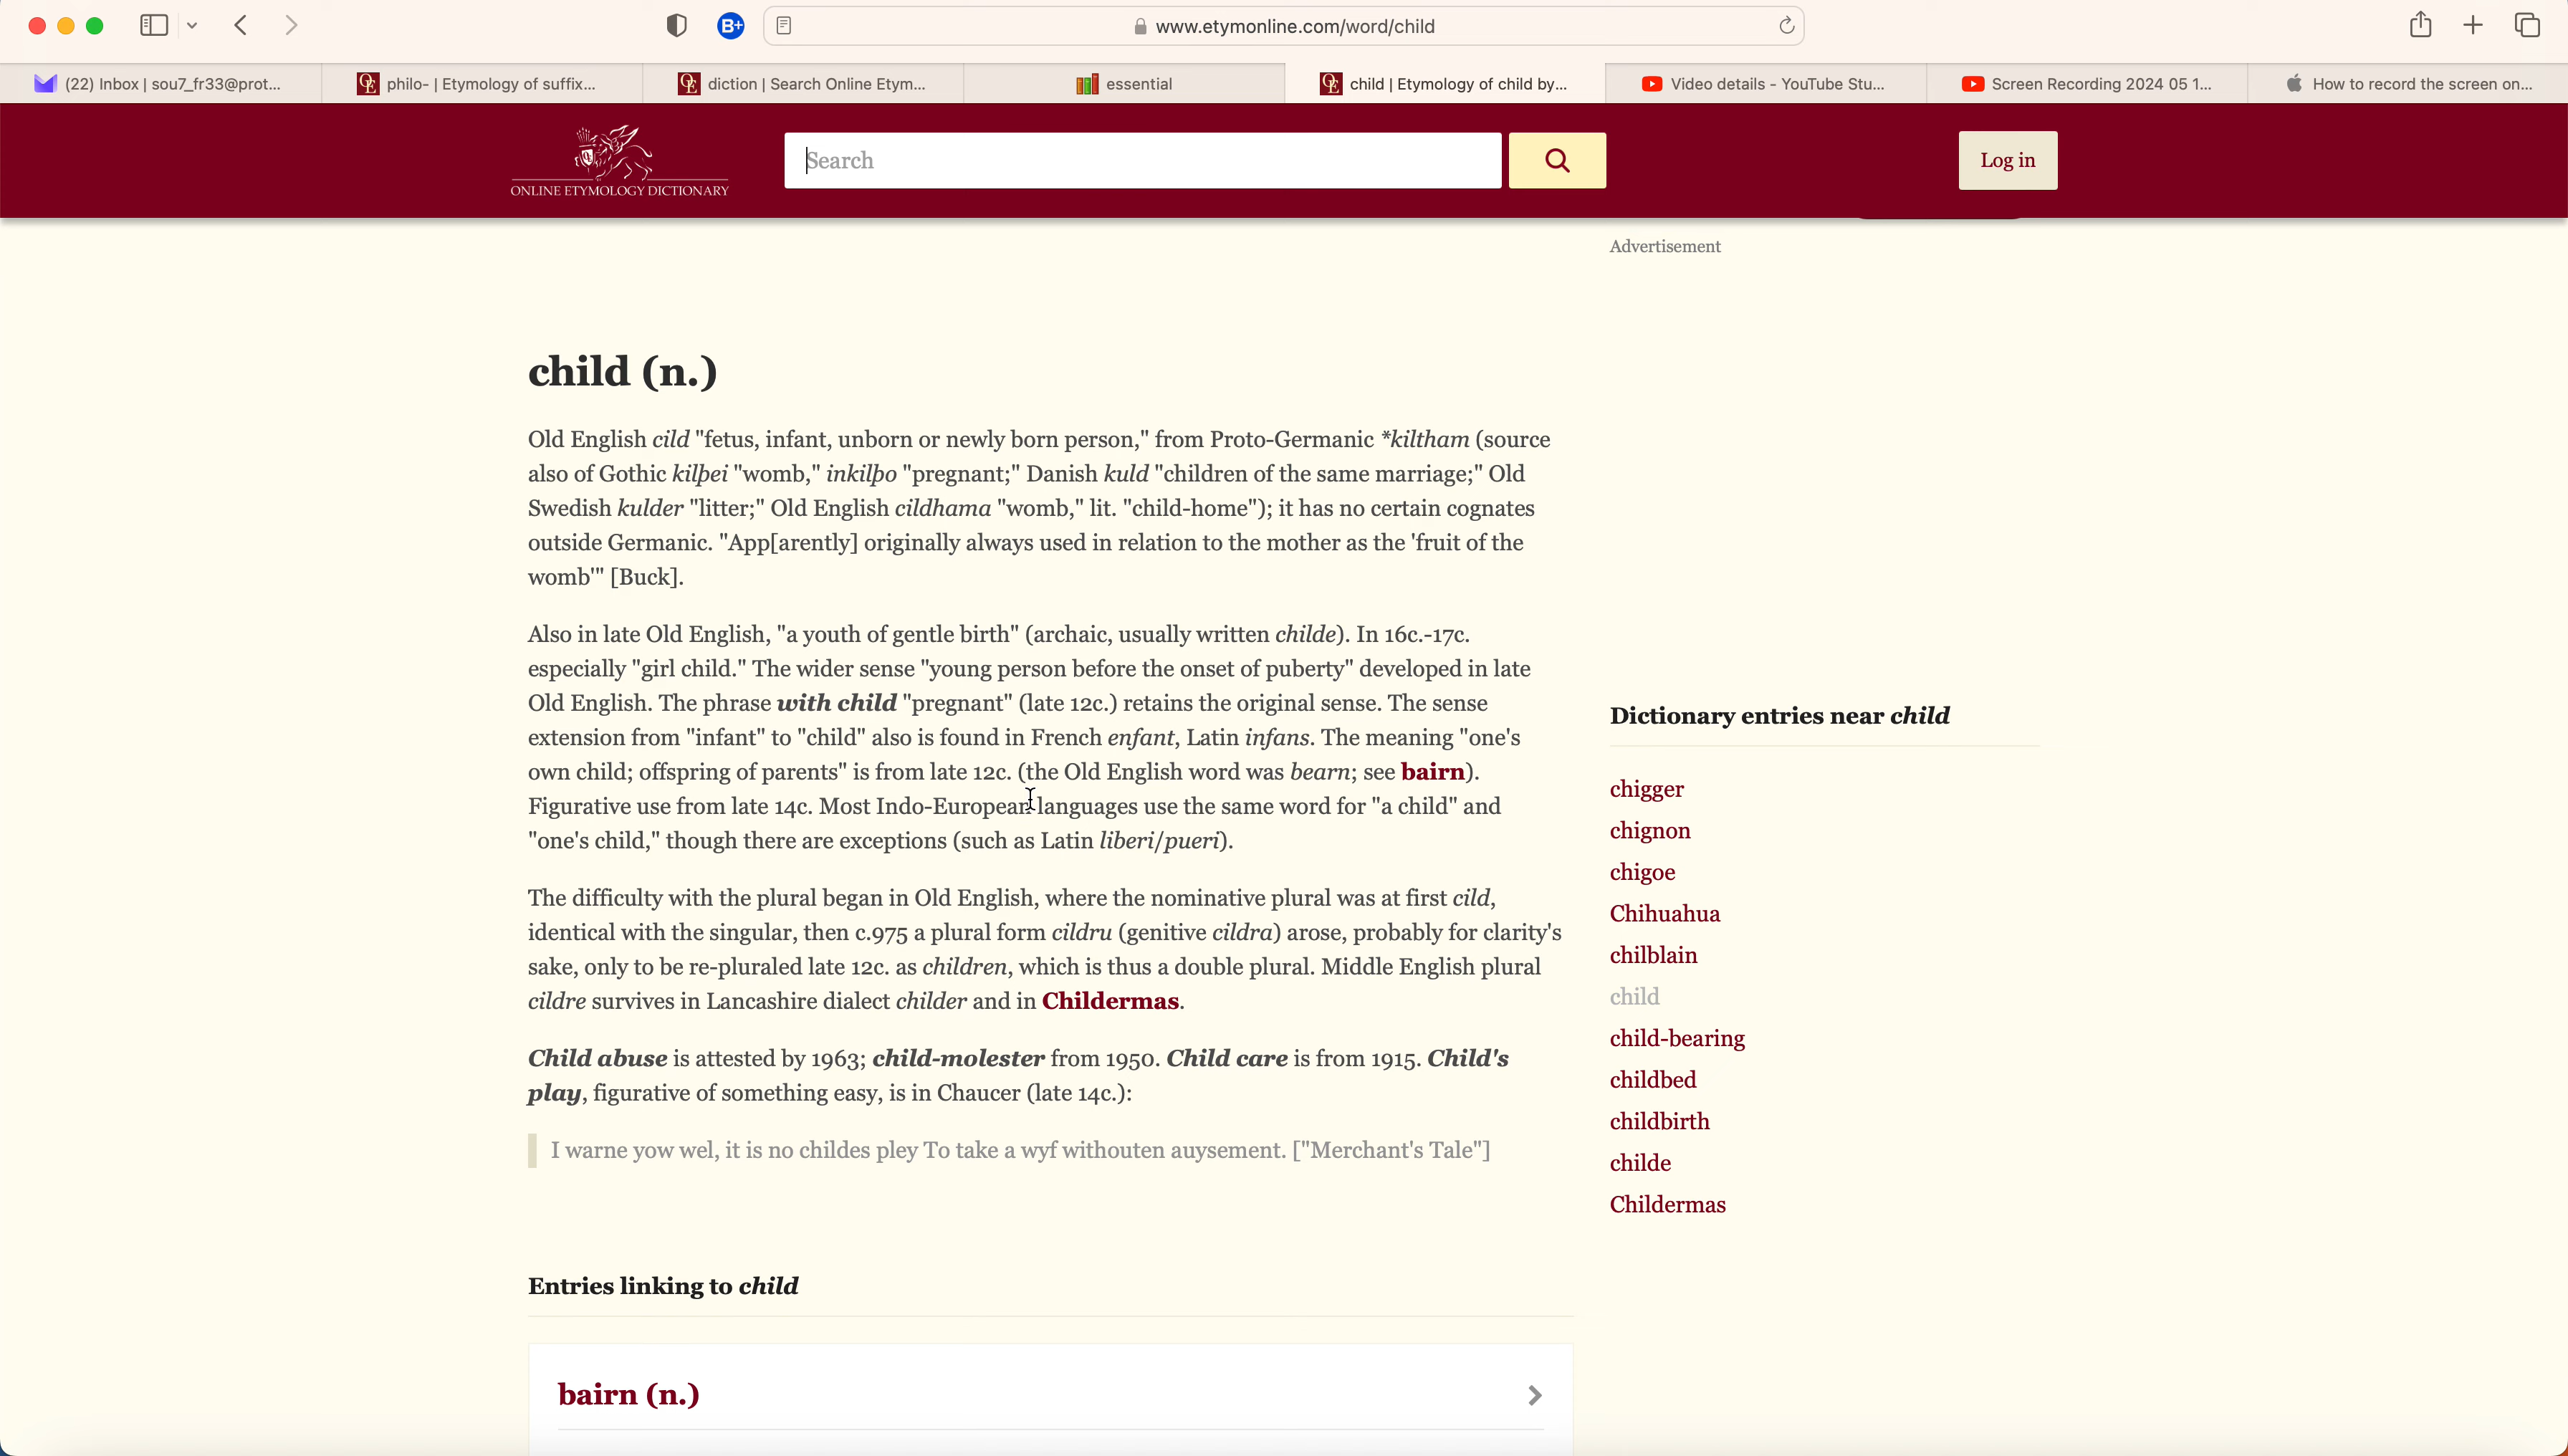 www.etymonline.com/word/child
(22) Inbox | sou7_fr33@prot...
philo- | Etymology of suffix...
diction | Search Online Etym...
essential
child | Etymology of child by...
Video details - YouTube Stu...
Screen Recording 2024 05 1...
How to record the screen on...
ONLINE ETYMOLOGY DICTIONARY
Search
Log in
Advertisement
child (n.)
Old English cild "fetus, infant, unborn or newly born person," from Proto-Germanic *kiltham (source
also of Gothic kilþei "womb," inkilþo "pregnant;" Danish kuld "children of the same marriage;" Old
Swedish kulder "litter;" Old English cildhama "womb," lit. "child-home"); it has no certain cognates
outside Germanic. "App[arently] originally always used in relation to the mother as the 'fruit of the
womb'" [Buck].
Also in late Old English, "a youth of gentle birth" (archaic, usually written childe). In 16c.-17c.
especially "girl child." The wider sense "young person before the onset of puberty" developed in late
Old English. The phrase with child "pregnant" (late 12c.) retains the original sense. The sense
extension from "infant" to "child" also is found in French enfant, Latin infans. The meaning "one's
own child; offspring of parents" is from late 12c. (the Old English word was bearn; see bairn).
Figurative use from late 14c. Most Indo-European languages use the same word for "a child" and
"one's child," though there are exceptions (such as Latin liberi/pueri).
The difficulty with the plural began in Old English, where the nominative plural was at first cild,
identical with the singular, then c.975 a plural form cildru (genitive cildra) arose, probably for clarity's
sake, only to be re-pluraled late 12c. as children, which is thus a double plural. Middle English plural
cildre survives in Lancashire dialect childer and in Childermas.
Child abuse is attested by 1963; child-molester from 1950. Child care is from 1915. Child's
play, figurative of something easy, is in Chaucer (late 14c.):
I warne yow wel, it is no childes pley To take a wyf withouten auysement. ["Merchant's Tale"]
Entries linking to child
bairn (n.)
Dictionary entries near child
chigger
chignon
chigoe
Chihuahua
chilblain
child
child-bearing
childbed
childbirth
childe
Childermas